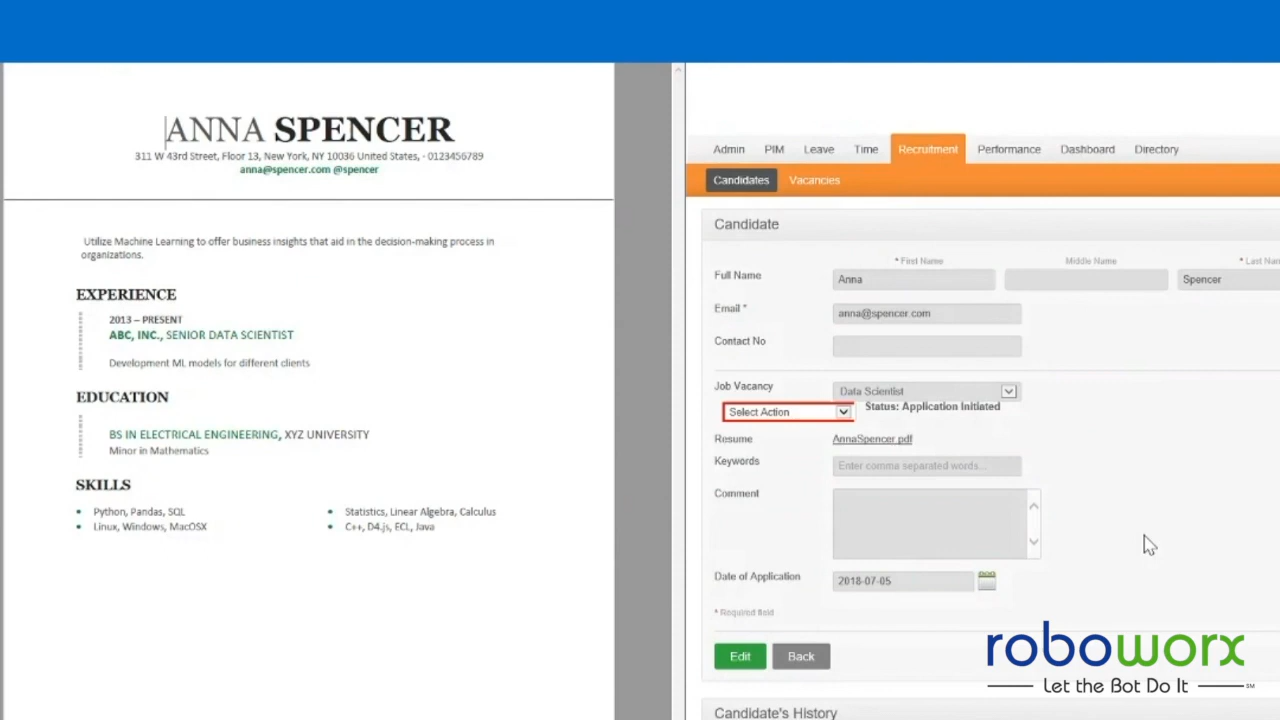 ANNA SPENCER
311 W 43rd Street, Floor 13, New York, NY 10036 United States, - 0123456789
anna@spencer.com @spencer
Utilize Machine Learning to offer business insights that aid in the decision-making process in
organizations.
EXPERIENCE
2013 – PRESENT
ABC, INC., SENIOR DATA SCIENTIST
Development ML models for different clients
EDUCATION
BS IN ELECTRICAL ENGINEERING, XYZ UNIVERSITY
Minor in Mathematics
SKILLS
• Python, Pandas, SQL
• Linux, Windows, MacOSX
• Statistics, Linear Algebra, Calculus
• C++, D4.js, ECL, Java
Admin PIM Leave Time Recruitment Performance Dashboard Directory
Candidates Vacancies
Candidate
* First Name Middle Name * Last Nam
Full Name Anna Spencer
Email * anna@spencer.com
Contact No
Job Vacancy Data Scientist
Select Action Status: Application Initiated
Resume AnnaSpencer.pdf
Keywords Enter comma separated words...
Comment
Date of Application 2018-07-05
* Required field
Edit Back
Candidate's History
roboworx
Let the Bot Do It SM